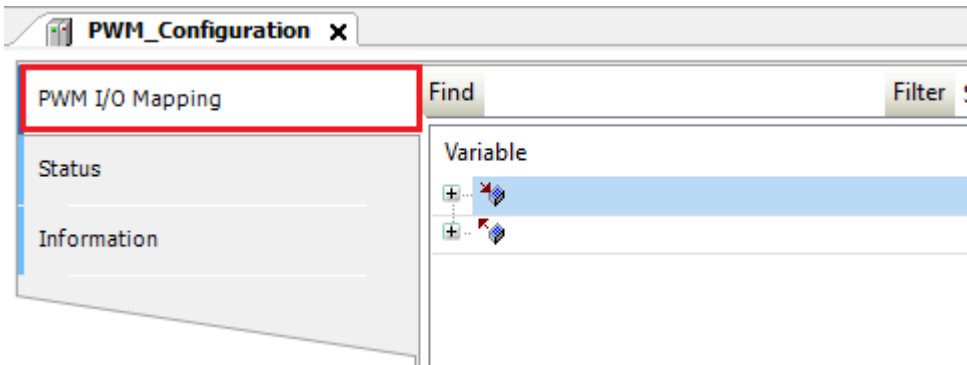 PWM_Configuration
PWM I/O Mapping
Find
Filter
Variable
Status
Information